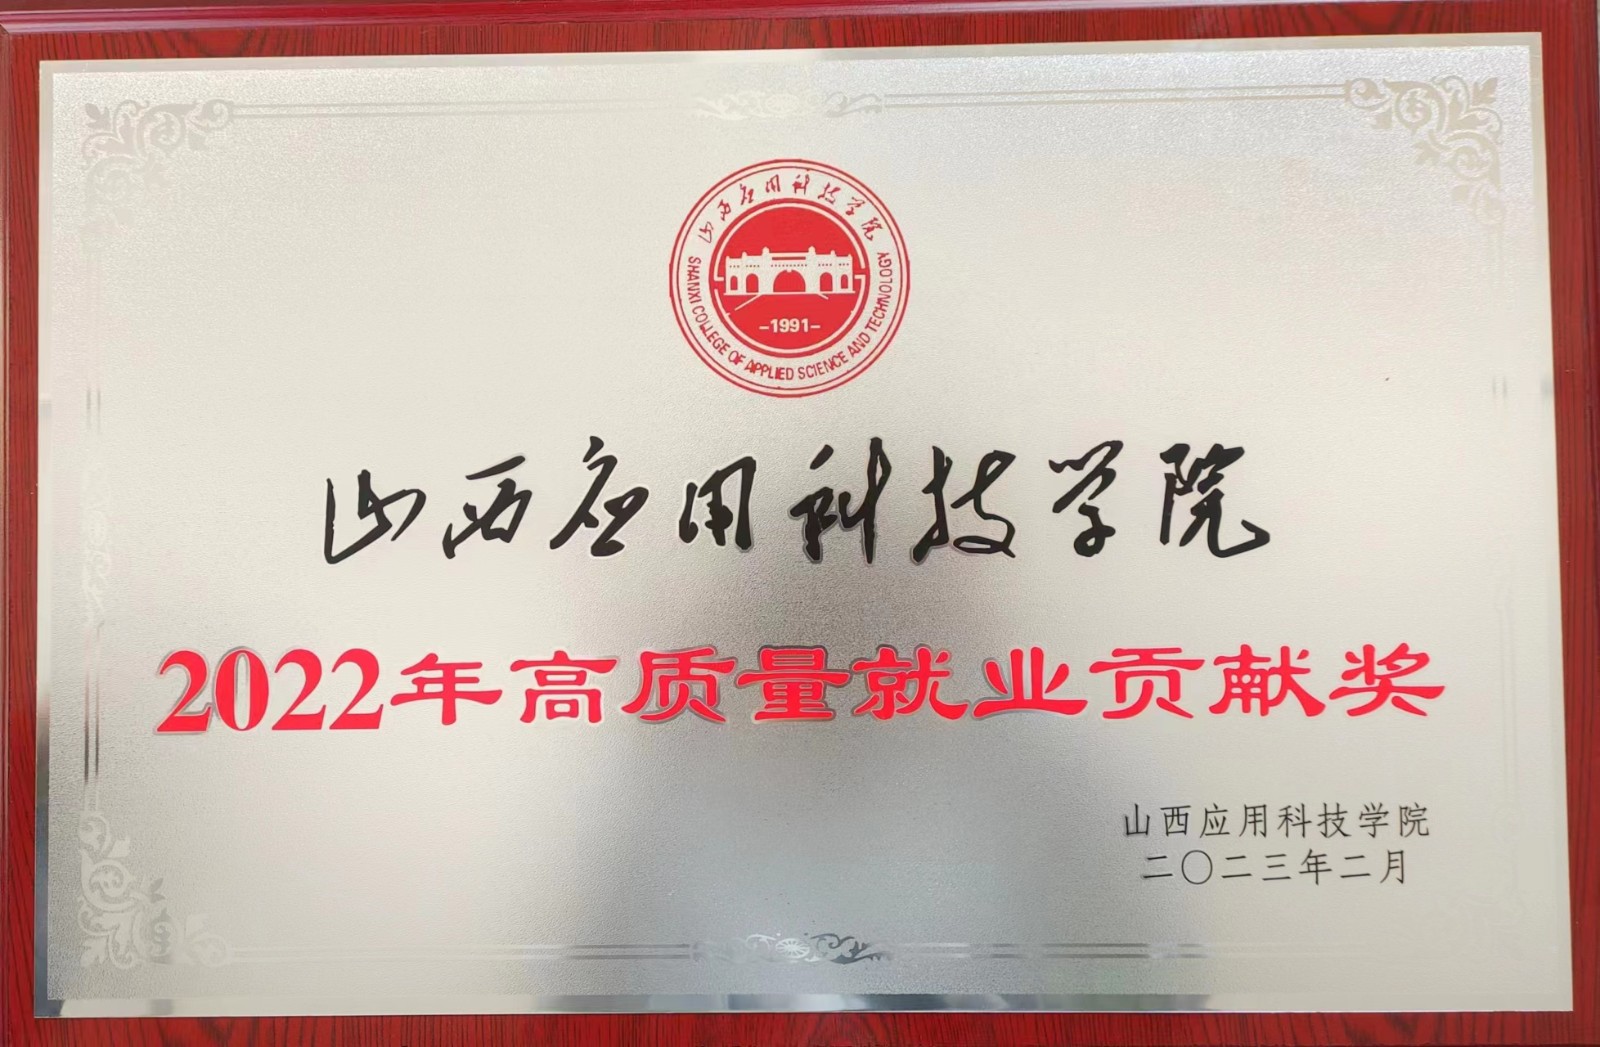 山西应用科技学院
-1991-
SHANXI COLLEGE OF APPLIED SCIENCE AND TECHNOLOGY
山西应用科技学院
2022年高质量就业贡献奖
山西应用科技学院
二〇二三年二月